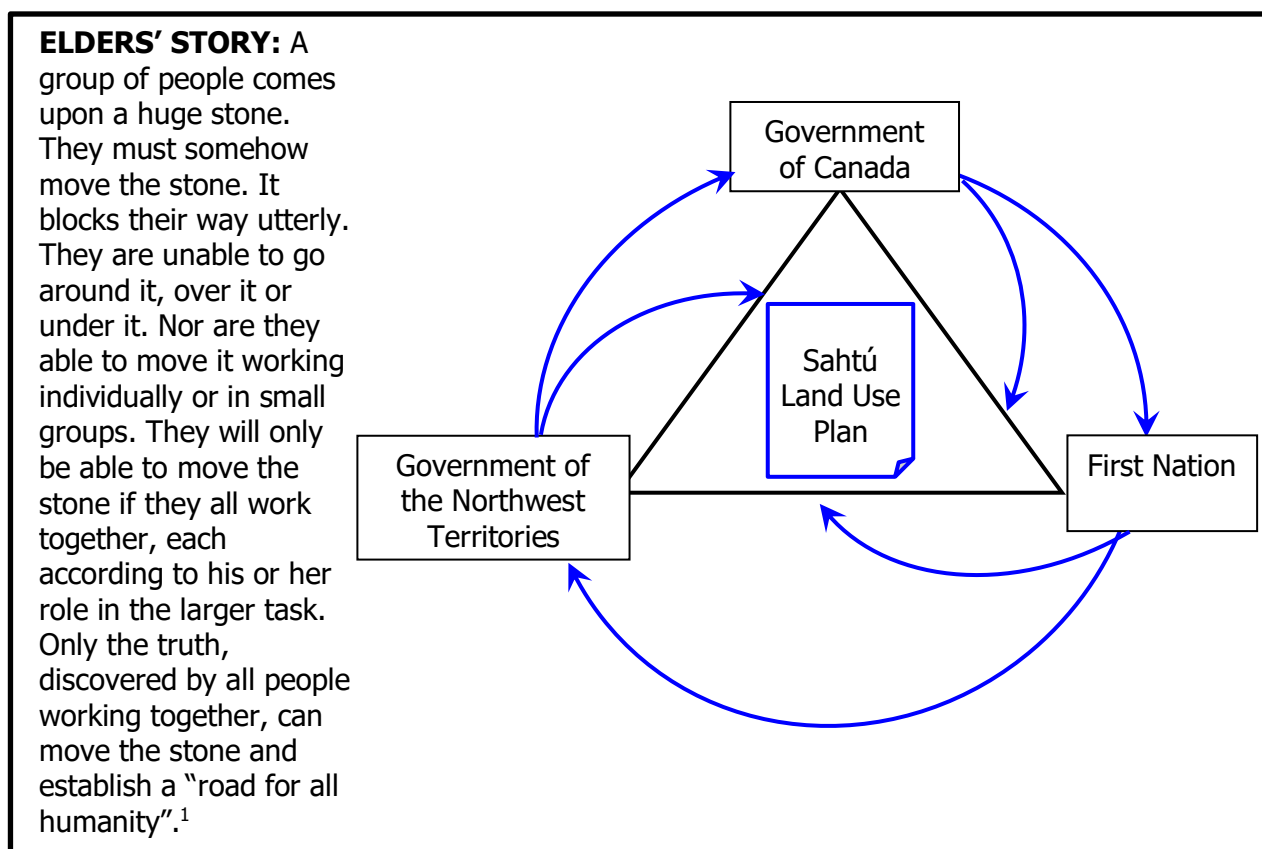 ELDERS’ STORY: A
group of people comes
upon a huge stone.
They must somehow
move the stone. It
blocks their way utterly.
They are unable to go
around it, over it or
under it. Nor are they
able to move it working
individually or in small
groups. They will only
be able to move the
stone if they all work
together, each
according to his or her
role in the larger task.
Only the truth,
discovered by all people
working together, can
move the stone and
establish a “road for all
humanity”.¹
Government
of Canada
Sahtú
Land Use
Plan
Government of
the Northwest
Territories
First Nation